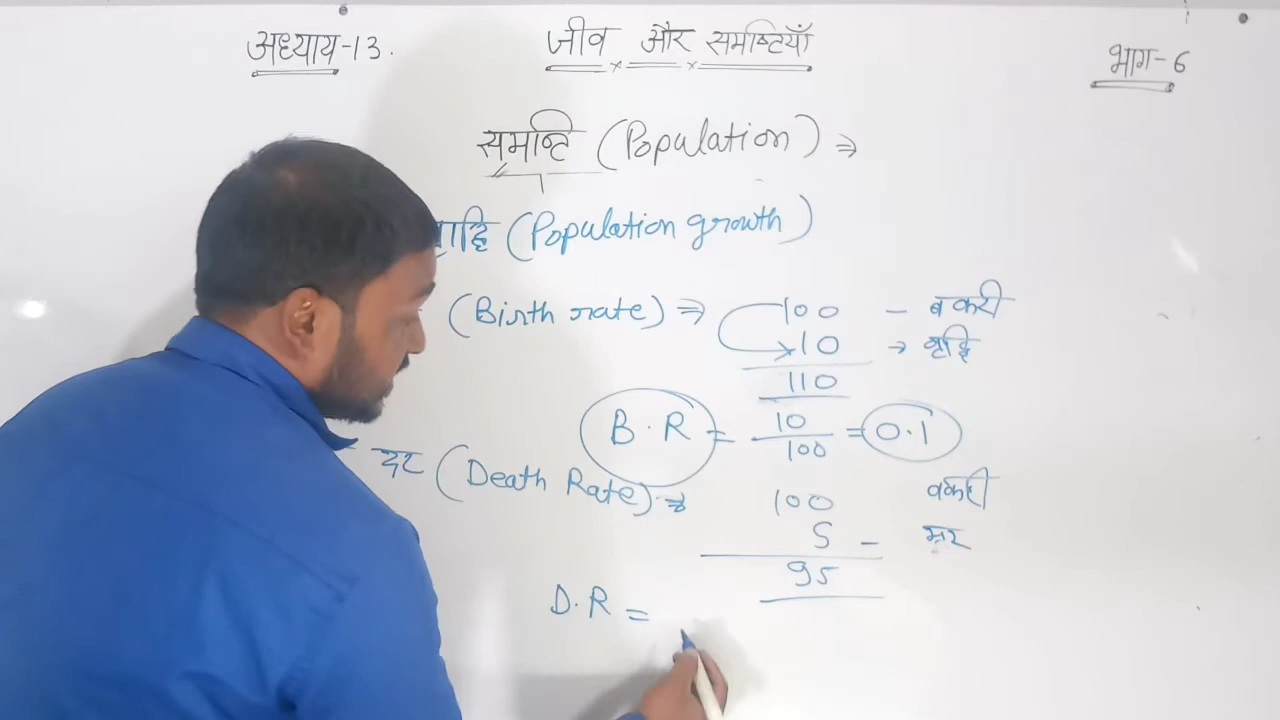 अध्याय-13.
जीव और समष्टियाँ
भाग-6
समष्टि (Population) ⇒
(Population growth)
(Birth rate) ⇒ 100 - बकरी
10 → वृद्धि
110
B.R = 10/100 = 0.1
दर (Death Rate) ⇒ 100 बकरी
5 - मर
95
D.R =